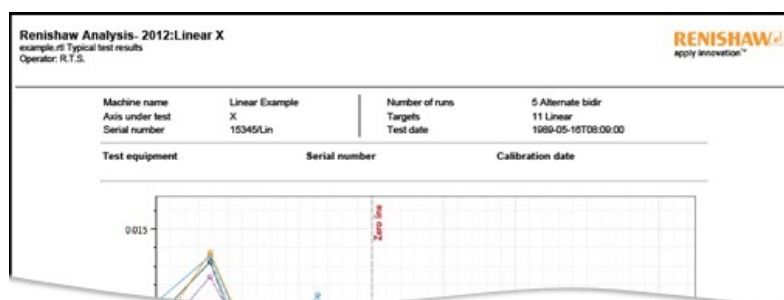 Renishaw Analysis- 2012:Linear X
example.rtl Typical test results
Operator: R.T.S.
RENISHAW
apply innovation™
Machine name Linear Example Number of runs 5 Alternate bidir
Axis under test X Targets 11 Linear
Serial number 15345/Lin Test date 1989-05-16T08:09:00
Test equipment Serial number Calibration date
0.015
Zero line